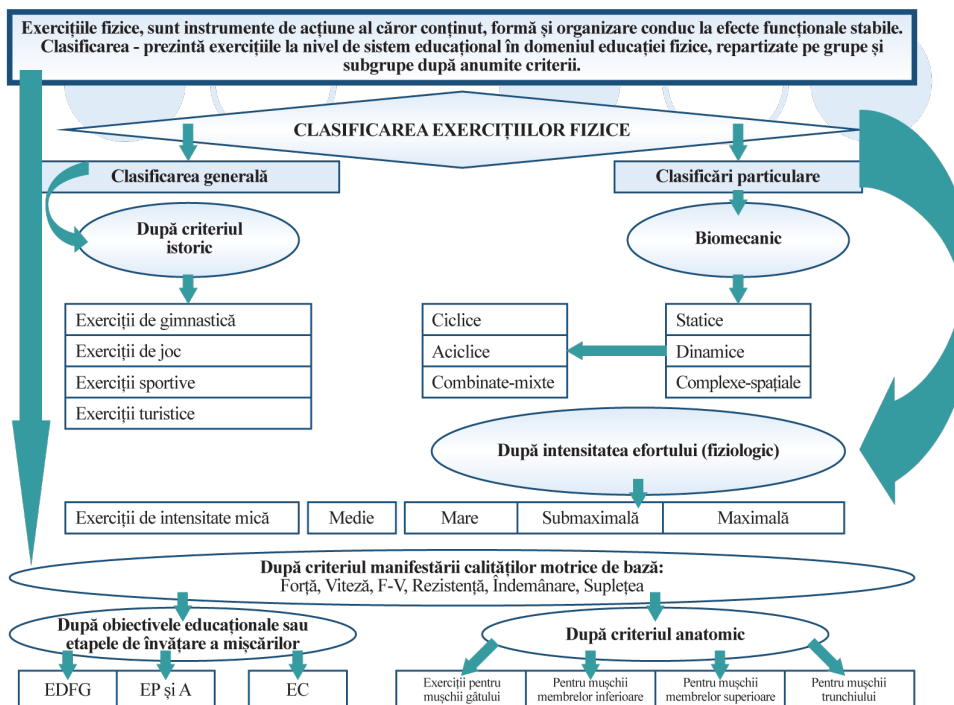 Exercițiile fizice, sunt instrumente de acțiune al căror conținut, formă și organizare conduc la efecte funcționale stabile.
Clasificarea - prezintă exercițiile la nivel de sistem educațional în domeniul educației fizice, repartizate pe grupe și
subgrupe după anumite criterii.
CLASIFICAREA EXERCIȚIILOR FIZICE
Clasificarea generală
Clasificări particulare
După criteriul
istoric
Biomecanic
Exerciții de gimnastică
Exerciții de joc
Exerciții sportive
Exerciții turistice
Ciclice
Aciclice
Combinate-mixte
Statice
Dinamice
Complexe-spațiale
După intensitatea efortului (fiziologic)
Exerciții de intensitate mică
Medie
Mare
Submaximală
Maximală
După criteriul manifestării calităților motrice de bază:
Forță, Viteză, F-V, Rezistență, Îndemânare, Suplețea
După obiectivele educaționale sau
etapele de învățare a mișcărilor
După criteriul anatomic
EDFG
EP și A
EC
Exerciții pentru
mușchii gâtului
Pentru mușchii
membrelor inferioare
Pentru mușchii
membrelor superioare
Pentru mușchii
trunchiului